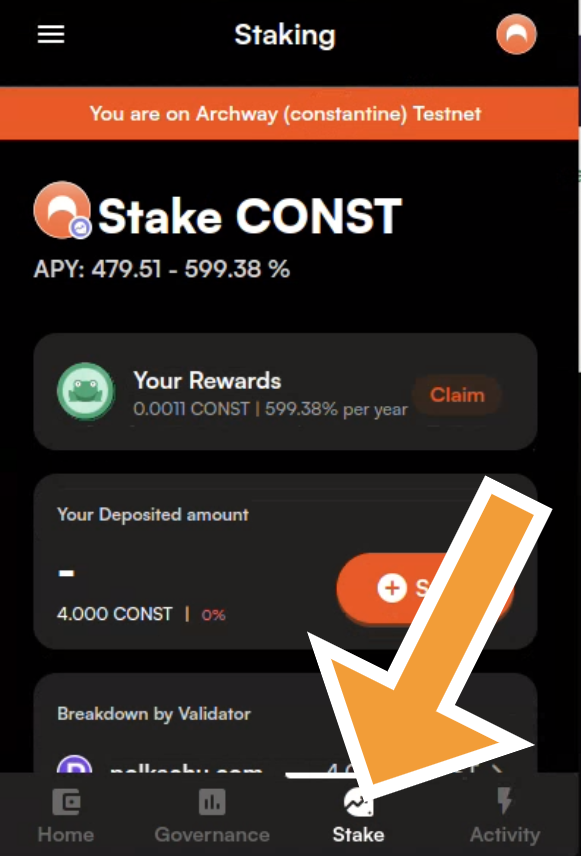 Staking
You are on Archway (constantine) Testnet
Stake CONST
APY: 479.51 - 599.38 %
Your Rewards
0.0011 CONST | 599.38% per year
Claim
Your Deposited amount
-
4.000 CONST | 0%
Breakdown by Validator
polkachu.com
Home
Governance
Stake
Activity